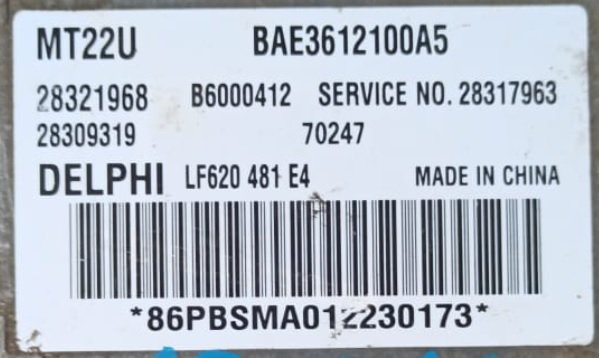 MT22U BAE3612100A5
28321968 B6000412 SERVICE NO. 28317963
28309319 70247
DELPHI LF620 481 E4 MADE IN CHINA
*86PBSMA012230173*